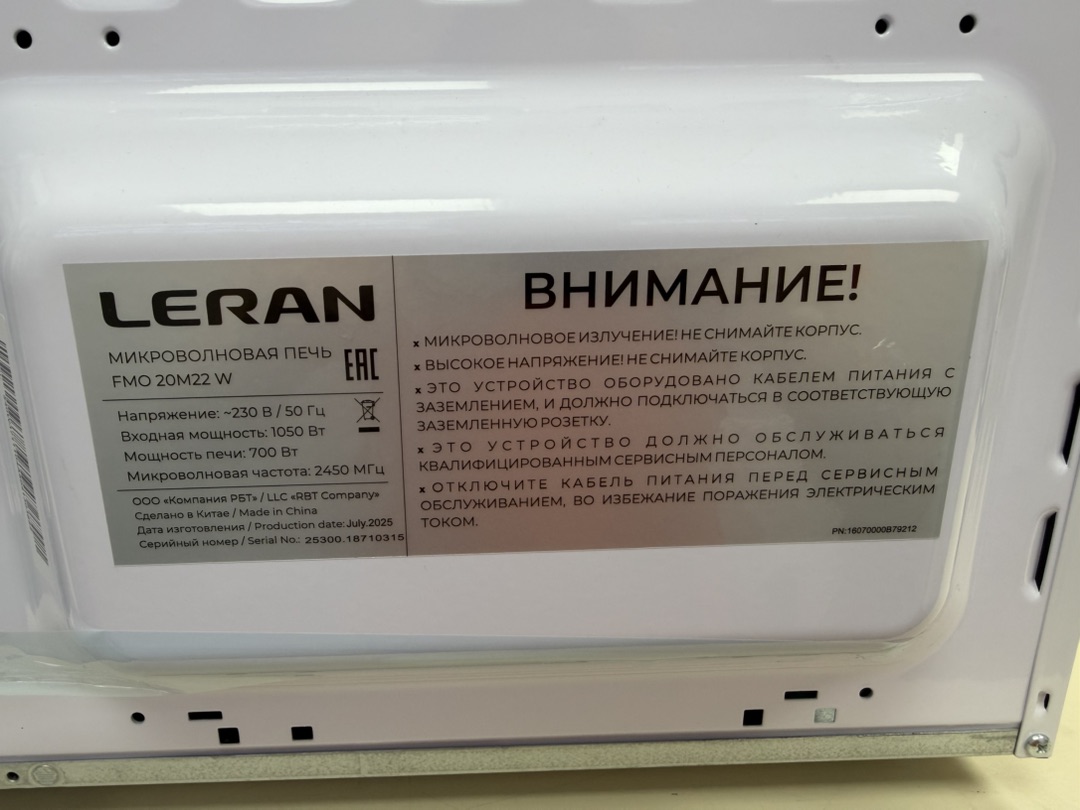 LERAN
МИКРОВОЛНОВАЯ ПЕЧЬ
FMO 20M22 W
EAC
Напряжение: ~230 В / 50 Гц
Входная мощность: 1050 Вт
Мощность печи: 700 Вт
Микроволновая частота: 2450 МГц
ООО «Компания РБТ» / LLC «RBT Company»
Сделано в Китае / Made in China
Дата изготовления / Production date: July.2025
Серийный номер / Serial No.: 25300.18710315
ВНИМАНИЕ!
x МИКРОВОЛНОВОЕ ИЗЛУЧЕНИЕ! НЕ СНИМАЙТЕ КОРПУС.
x ВЫСОКОЕ НАПРЯЖЕНИЕ! НЕ СНИМАЙТЕ КОРПУС.
x ЭТО УСТРОЙСТВО ОБОРУДОВАНО КАБЕЛЕМ ПИТАНИЯ С
ЗАЗЕМЛЕНИЕМ, И ДОЛЖНО ПОДКЛЮЧАТЬСЯ В СООТВЕТСТВУЮЩУЮ
ЗАЗЕМЛЕННУЮ РОЗЕТКУ.
x ЭТО УСТРОЙСТВО ДОЛЖНО ОБСЛУЖИВАТЬСЯ
КВАЛИФИЦИРОВАННЫМ СЕРВИСНЫМ ПЕРСОНАЛОМ.
x ОТКЛЮЧИТЕ КАБЕЛЬ ПИТАНИЯ ПЕРЕД СЕРВИСНЫМ
ОБСЛУЖИВАНИЕМ, ВО ИЗБЕЖАНИЕ ПОРАЖЕНИЯ ЭЛЕКТРИЧЕСКИМ
ТОКОМ.
PN:16070000B79212